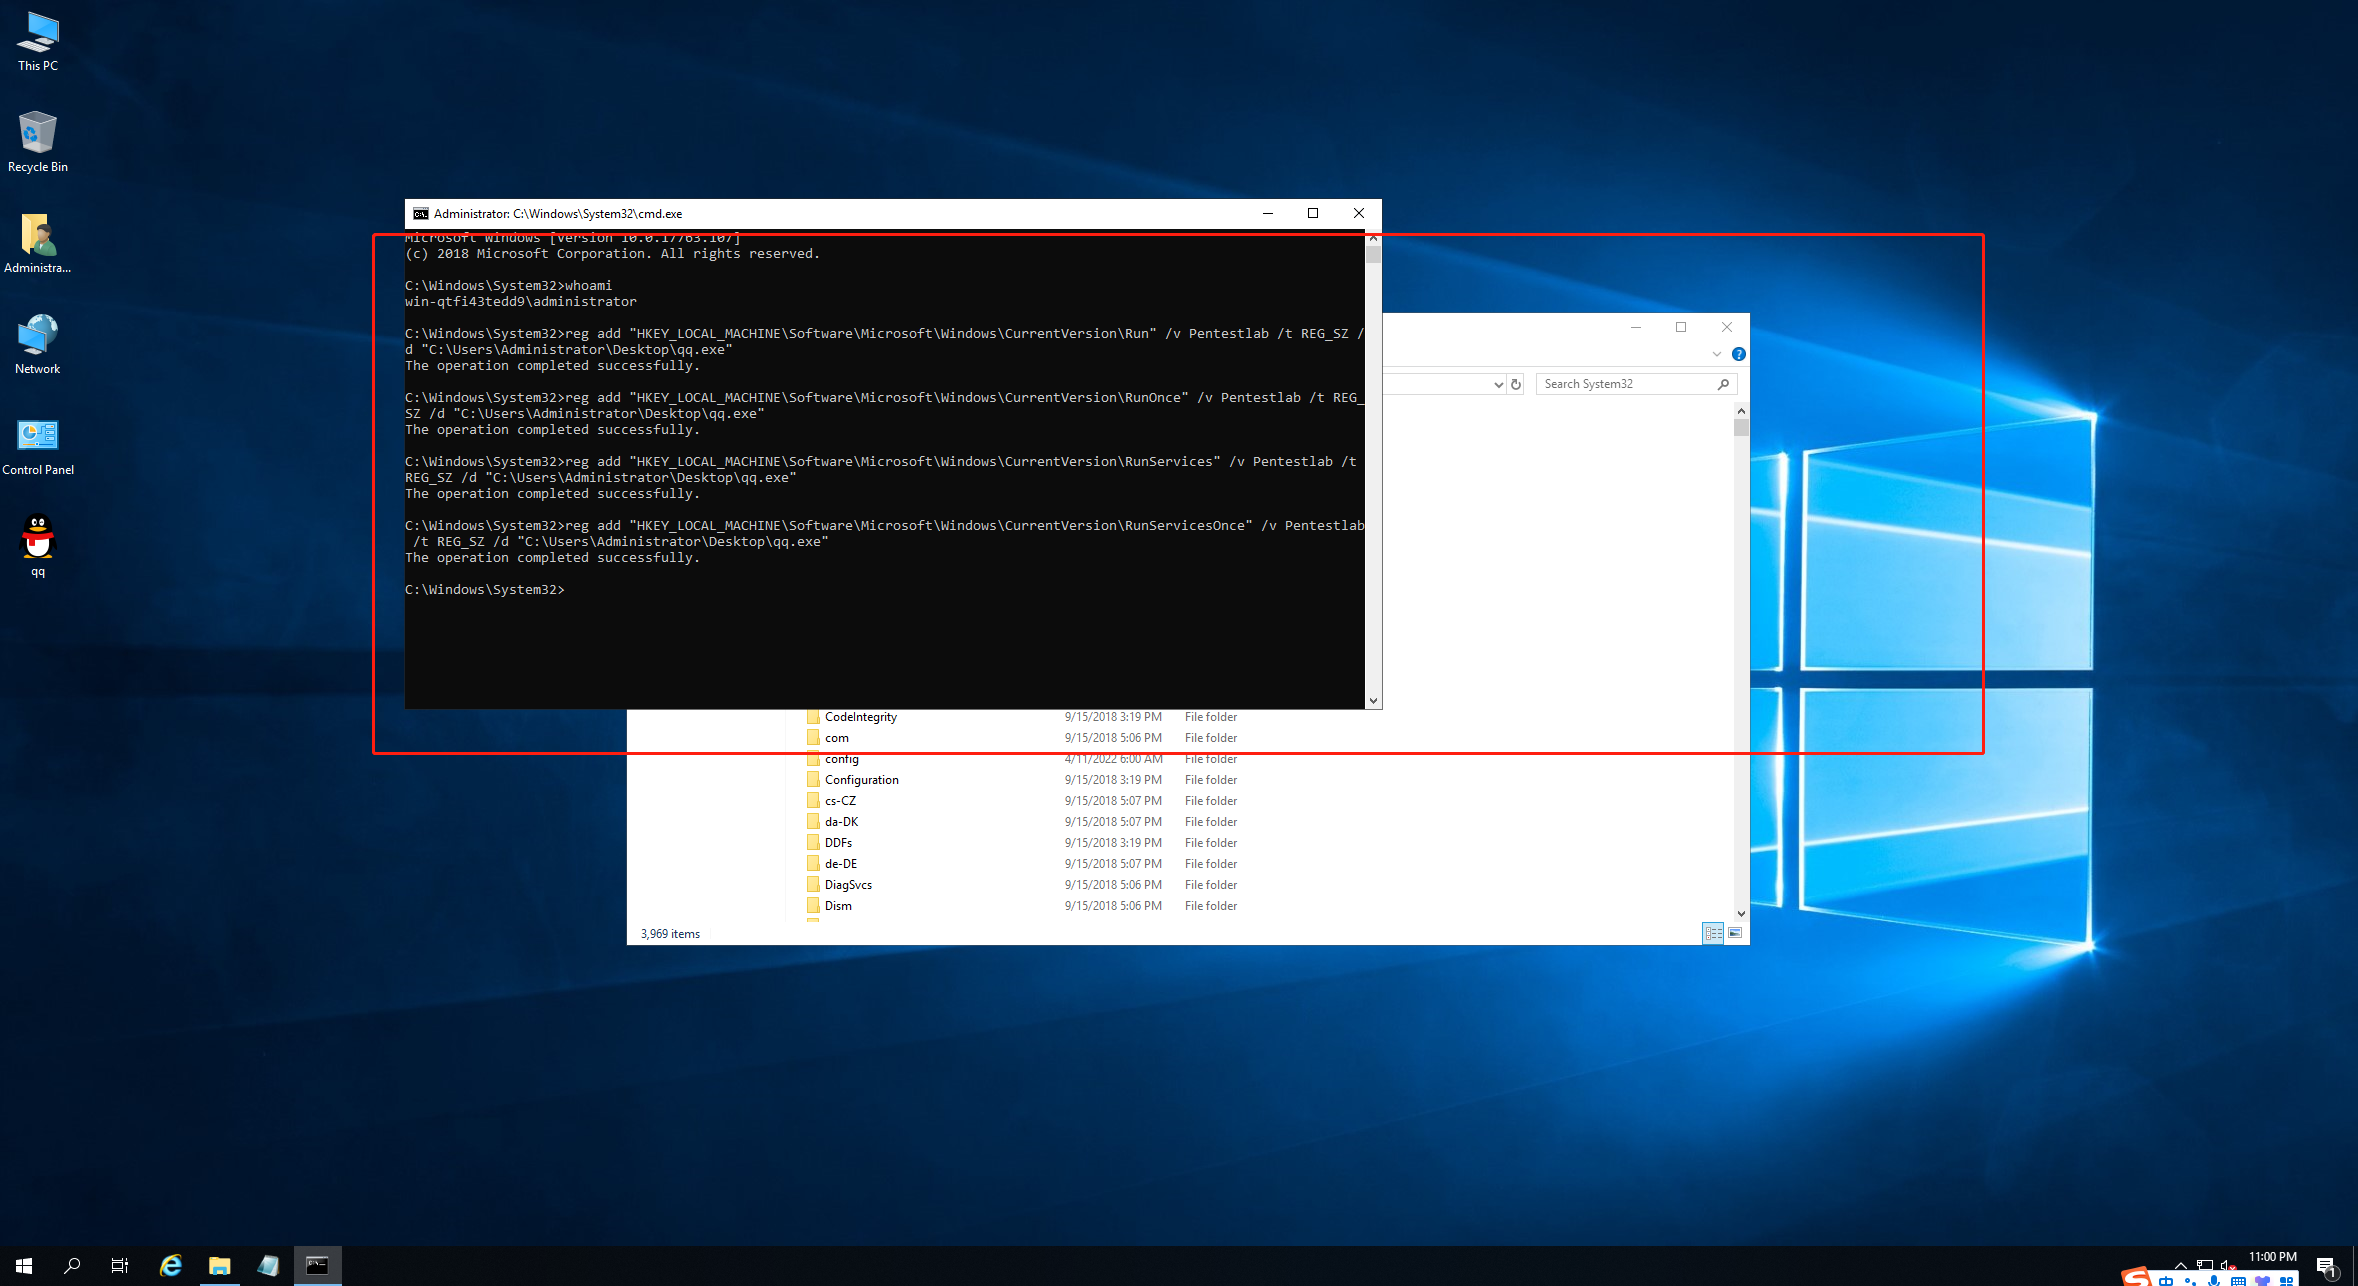 This PC
Recycle Bin
Administra...
Network
Control Panel
qq
Administrator: C:\Windows\System32\cmd.exe
Microsoft Windows [Version 10.0.17763.107]
(c) 2018 Microsoft Corporation. All rights reserved.
C:\Windows\System32>whoami
win-qtfi43tedd9\administrator
C:\Windows\System32>reg add "HKEY_LOCAL_MACHINE\Software\Microsoft\Windows\CurrentVersion\Run" /v Pentestlab /t REG_SZ /
d "C:\Users\Administrator\Desktop\qq.exe"
The operation completed successfully.
C:\Windows\System32>reg add "HKEY_LOCAL_MACHINE\Software\Microsoft\Windows\CurrentVersion\RunOnce" /v Pentestlab /t REG_
SZ /d "C:\Users\Administrator\Desktop\qq.exe"
The operation completed successfully.
C:\Windows\System32>reg add "HKEY_LOCAL_MACHINE\Software\Microsoft\Windows\CurrentVersion\RunServices" /v Pentestlab /t
REG_SZ /d "C:\Users\Administrator\Desktop\qq.exe"
The operation completed successfully.
C:\Windows\System32>reg add "HKEY_LOCAL_MACHINE\Software\Microsoft\Windows\CurrentVersion\RunServicesOnce" /v Pentestlab
/t REG_SZ /d "C:\Users\Administrator\Desktop\qq.exe"
The operation completed successfully.
C:\Windows\System32>
Search System32
CodeIntegrity 9/15/2018 3:19 PM File folder
com 9/15/2018 5:06 PM File folder
config 4/11/2022 6:00 AM File folder
Configuration 9/15/2018 3:19 PM File folder
cs-CZ 9/15/2018 5:07 PM File folder
da-DK 9/15/2018 5:07 PM File folder
DDFs 9/15/2018 3:19 PM File folder
de-DE 9/15/2018 5:07 PM File folder
DiagSvcs 9/15/2018 5:06 PM File folder
Dism 9/15/2018 5:06 PM File folder
3,969 items
11:00 PM
中
1